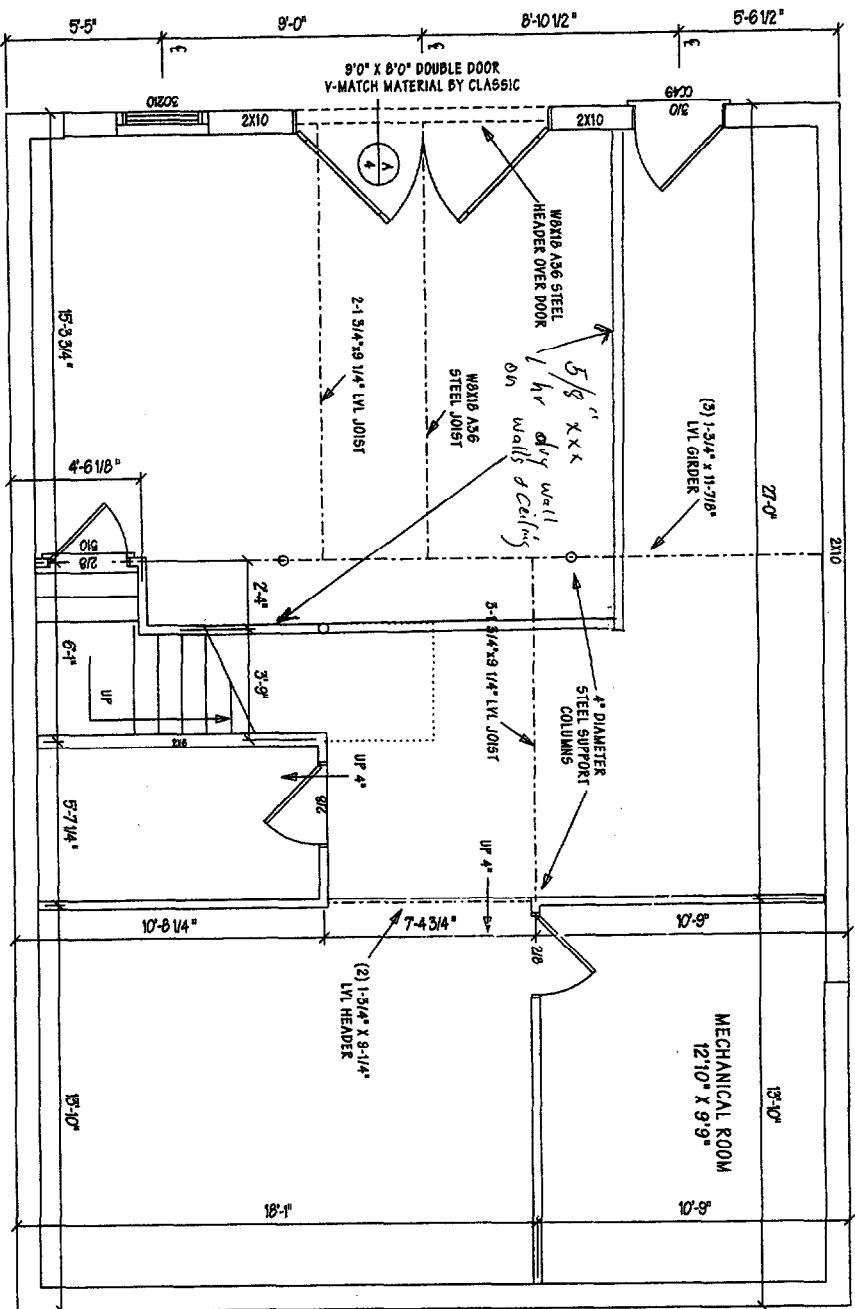 5'-5"
9'-0"
8'-10 1/2"
5'-6 1/2"
9'0" X 8'0" DOUBLE DOOR
V-MATCH MATERIAL BY CLASSIC
30210
2X10
A
4
2X10
3/0
CC49
W8X18 A36 STEEL
HEADER OVER DOOR
2-1 3/4"x9 1/4" LVL JOIST
W8X18 A36
STEEL JOIST
5/8" xxx
1 hr dry wall
on walls & ceiling
(3) 1-3/4" x 11-7/8"
LVL GIRDER
27'-0"
2X10
15'-3 3/4"
4'-6 1/8"
510
2/8
2'-4"
3'-9"
6'-1"
UP
3-1 3/4"x9 1/4" LVL JOIST
4" DIAMETER
STEEL SUPPORT
COLUMNS
2X6
UP 4"
2/8
5'-7 1/4"
UP 4"
10'-8 1/4"
7'-4 3/4"
2/8
10'-9"
(2) 1-3/4" X 9-1/4"
LVL HEADER
MECHANICAL ROOM
12'10" X 9'9"
13'-10"
13'-10"
18'-1"
10'-9"